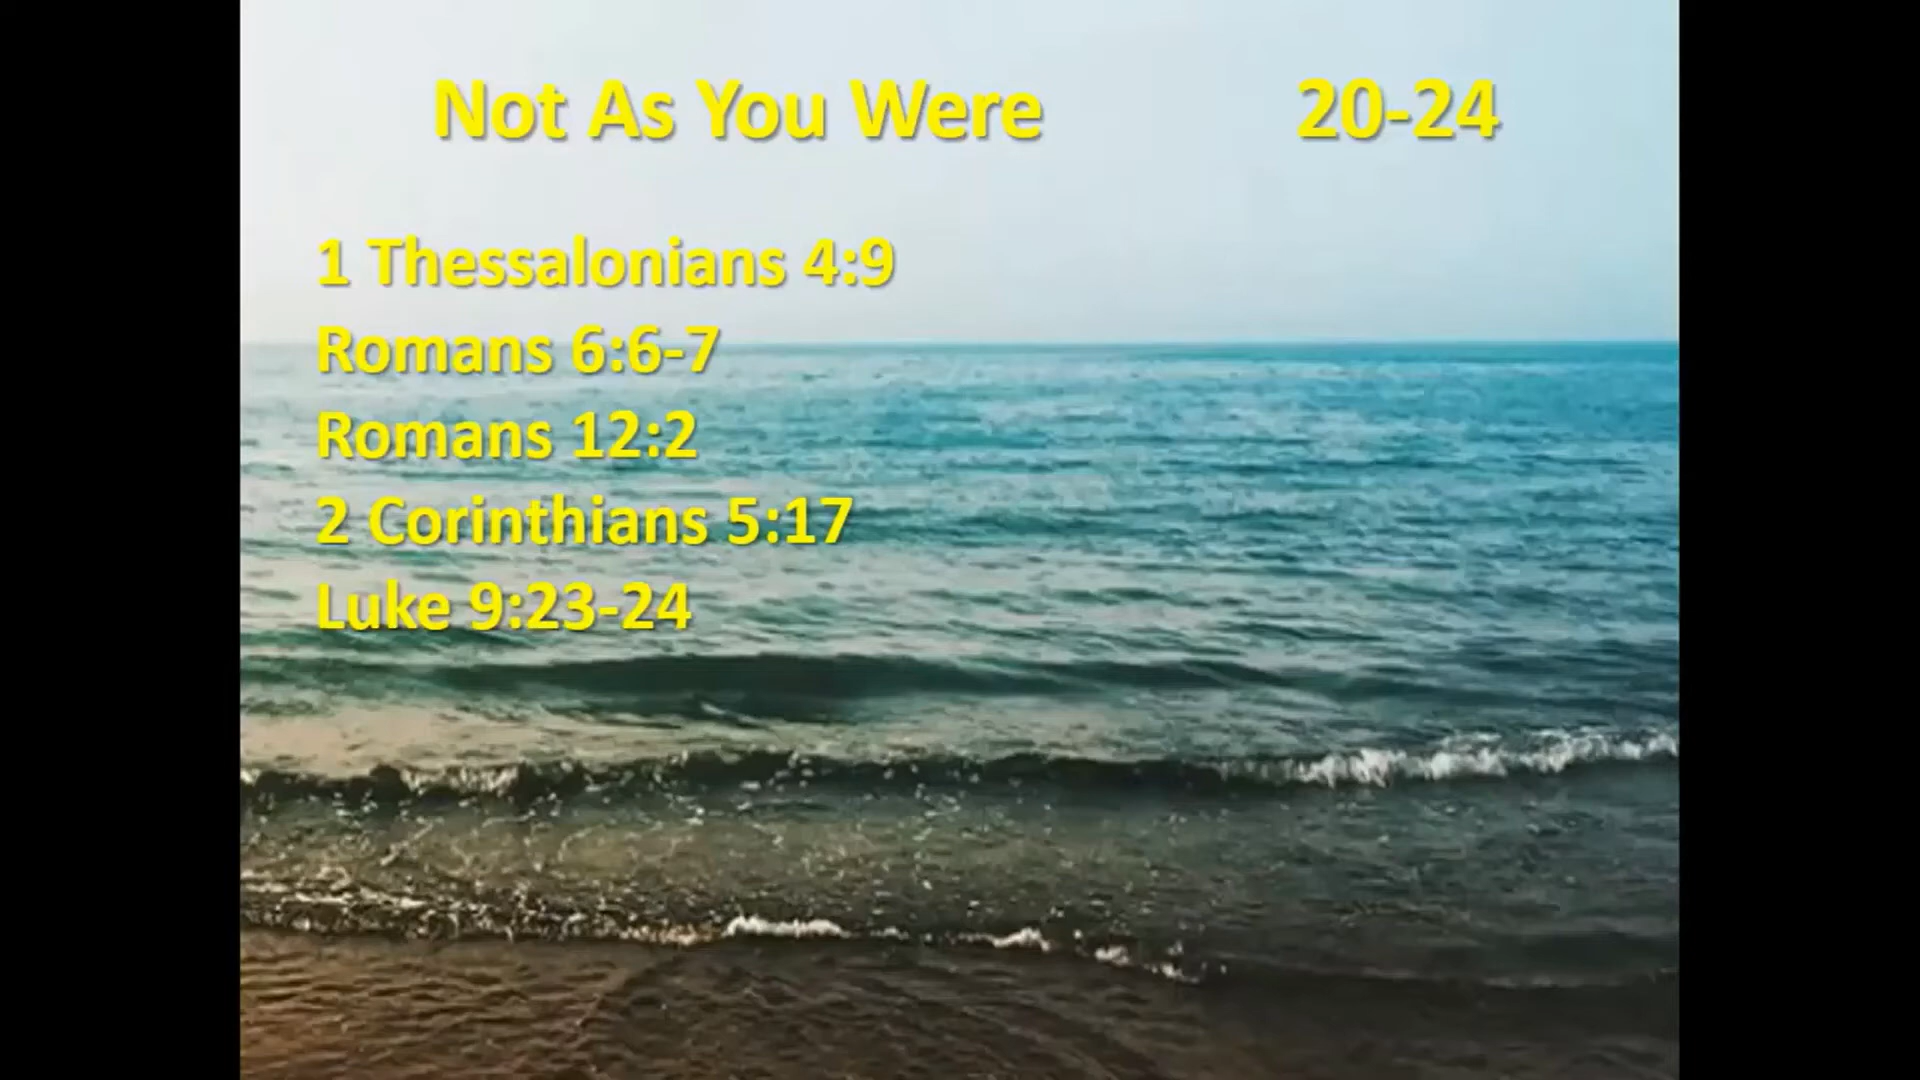 Not As You Were 20-24
1 Thessalonians 4:9
Romans 6:6-7
Romans 12:2
2 Corinthians 5:17
Luke 9:23-24